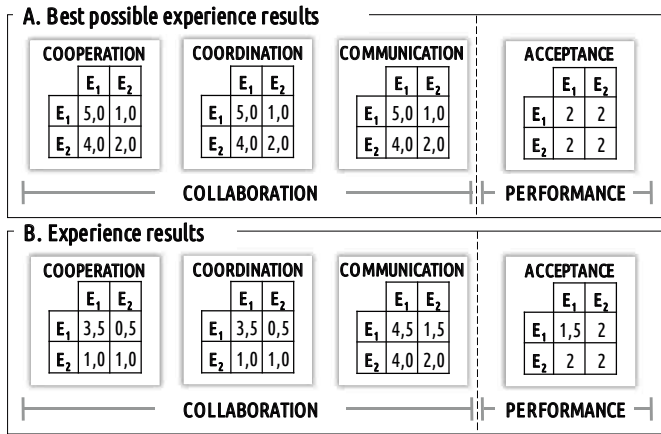 A. Best possible experience results
COOPERATION COORDINATION COMMUNICATION ACCEPTANCE
E₁ E₂ E₁ E₂ E₁ E₂ E₁ E₂
E₁ 5,0 1,0 E₁ 5,0 1,0 E₁ 5,0 1,0 E₁ 2 2
E₂ 4,0 2,0 E₂ 4,0 2,0 E₂ 4,0 2,0 E₂ 2 2
COLLABORATION PERFORMANCE
B. Experience results
COOPERATION COORDINATION COMMUNICATION ACCEPTANCE
E₁ E₂ E₁ E₂ E₁ E₂ E₁ E₂
E₁ 3,5 0,5 E₁ 3,5 0,5 E₁ 4,5 1,5 E₁ 1,5 2
E₂ 1,0 1,0 E₂ 1,0 1,0 E₂ 4,0 2,0 E₂ 2 2
COLLABORATION PERFORMANCE